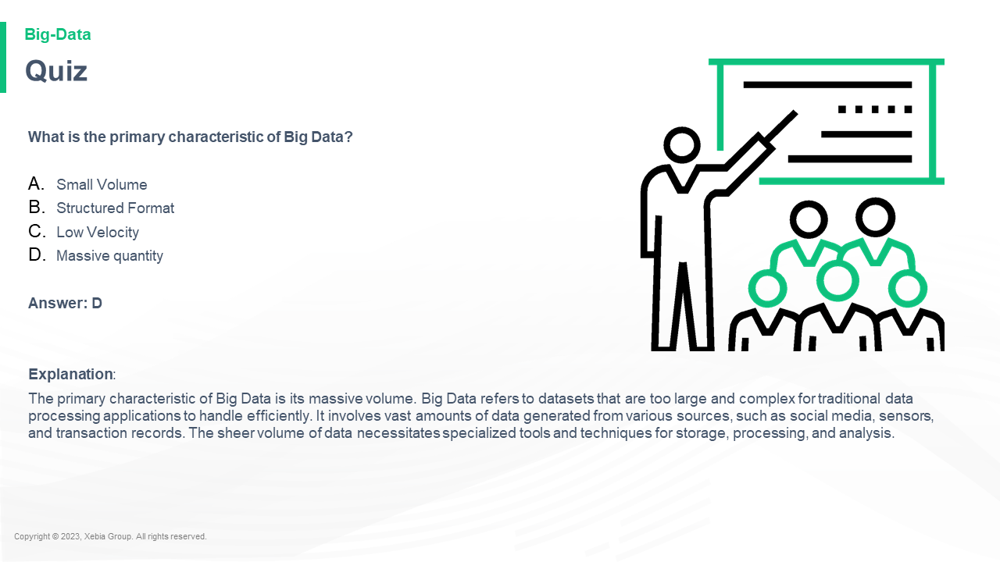 Big-Data
Quiz
What is the primary characteristic of Big Data?
A. Small Volume
B. Structured Format
C. Low Velocity
D. Massive quantity
Answer: D
Explanation:
The primary characteristic of Big Data is its massive volume. Big Data refers to datasets that are too large and complex for traditional data
processing applications to handle efficiently. It involves vast amounts of data generated from various sources, such as social media, sensors,
and transaction records. The sheer volume of data necessitates specialized tools and techniques for storage, processing, and analysis.
Copyright © 2023, Xebia Group. All rights reserved.